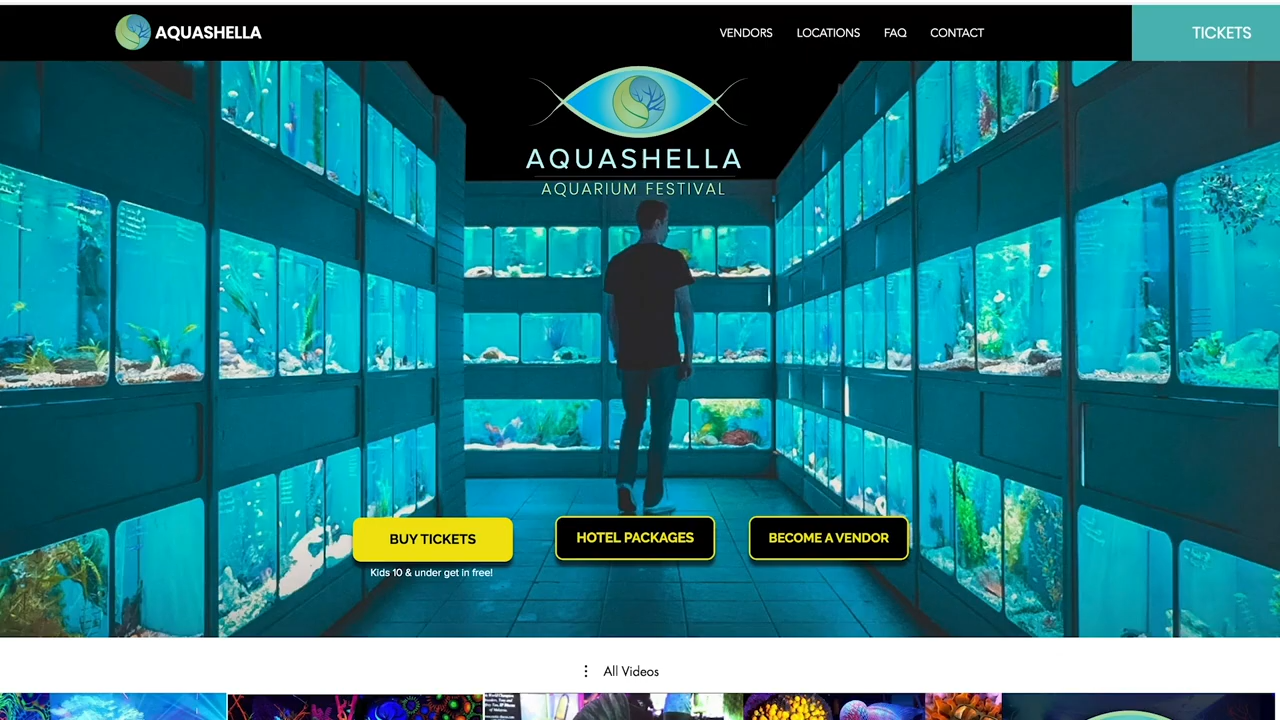 AQUASHELLA
VENDORS
LOCATIONS
FAQ
CONTACT
TICKETS
AQUASHELLA
AQUARIUM FESTIVAL
BUY TICKETS
HOTEL PACKAGES
BECOME A VENDOR
Kids 10 & under get in free!
All Videos